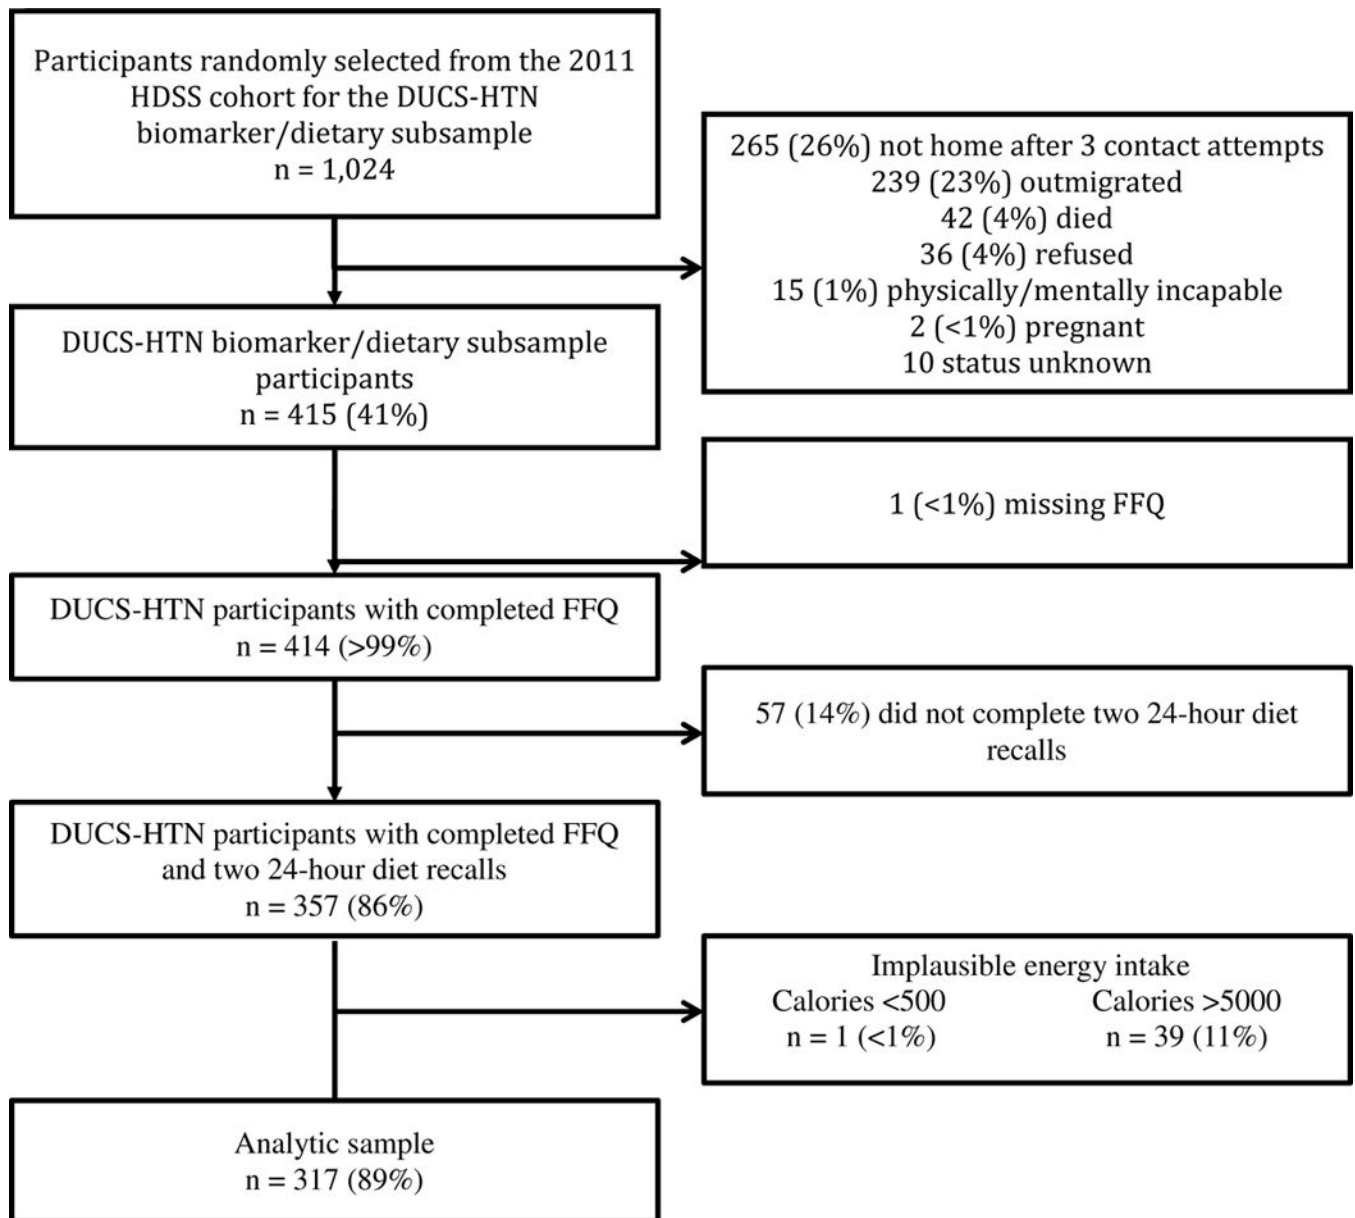 Participants randomly selected from the 2011
HDSS cohort for the DUCS-HTN
biomarker/dietary subsample
n = 1,024
265 (26%) not home after 3 contact attempts
239 (23%) outmigrated
42 (4%) died
36 (4%) refused
15 (1%) physically/mentally incapable
2 (<1%) pregnant
10 status unknown
DUCS-HTN biomarker/dietary subsample
participants
n = 415 (41%)
1 (<1%) missing FFQ
DUCS-HTN participants with completed FFQ
n = 414 (>99%)
57 (14%) did not complete two 24-hour diet
recalls
DUCS-HTN participants with completed FFQ
and two 24-hour diet recalls
n = 357 (86%)
Implausible energy intake
Calories <500 Calories >5000
n = 1 (<1%) n = 39 (11%)
Analytic sample
n = 317 (89%)